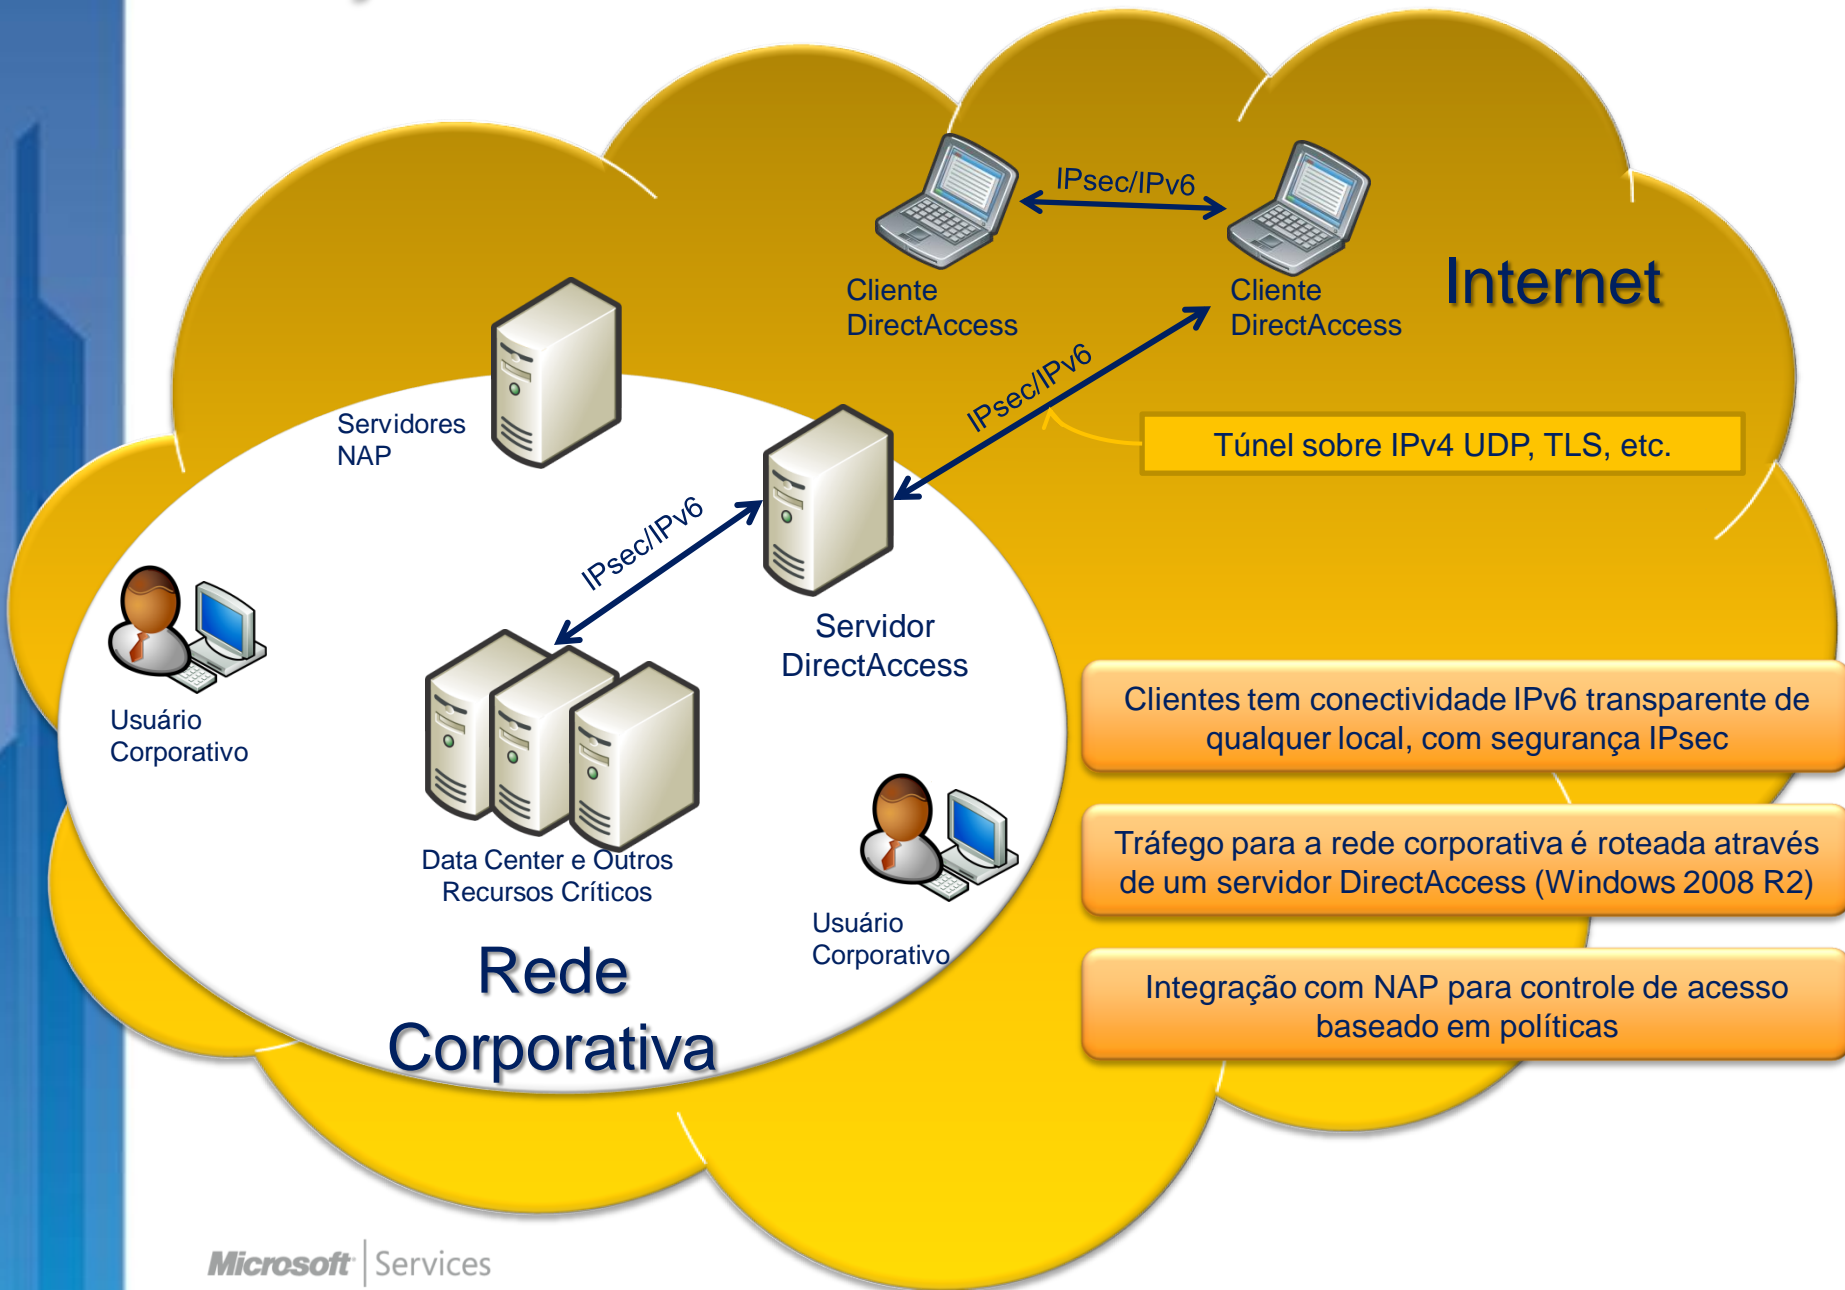 IPsec/IPv6
Cliente
DirectAccess
Cliente
DirectAccess
Internet
Servidores
NAP
IPsec/IPv6
Túnel sobre IPv4 UDP, TLS, etc.
IPsec/IPv6
Servidor
DirectAccess
Usuário
Corporativo
Data Center e Outros
Recursos Críticos
Usuário
Corporativo
Rede
Corporativa
Clientes tem conectividade IPv6 transparente de
qualquer local, com segurança IPsec
Tráfego para a rede corporativa é roteada através
de um servidor DirectAccess (Windows 2008 R2)
Integração com NAP para controle de acesso
baseado em políticas
Microsoft Services